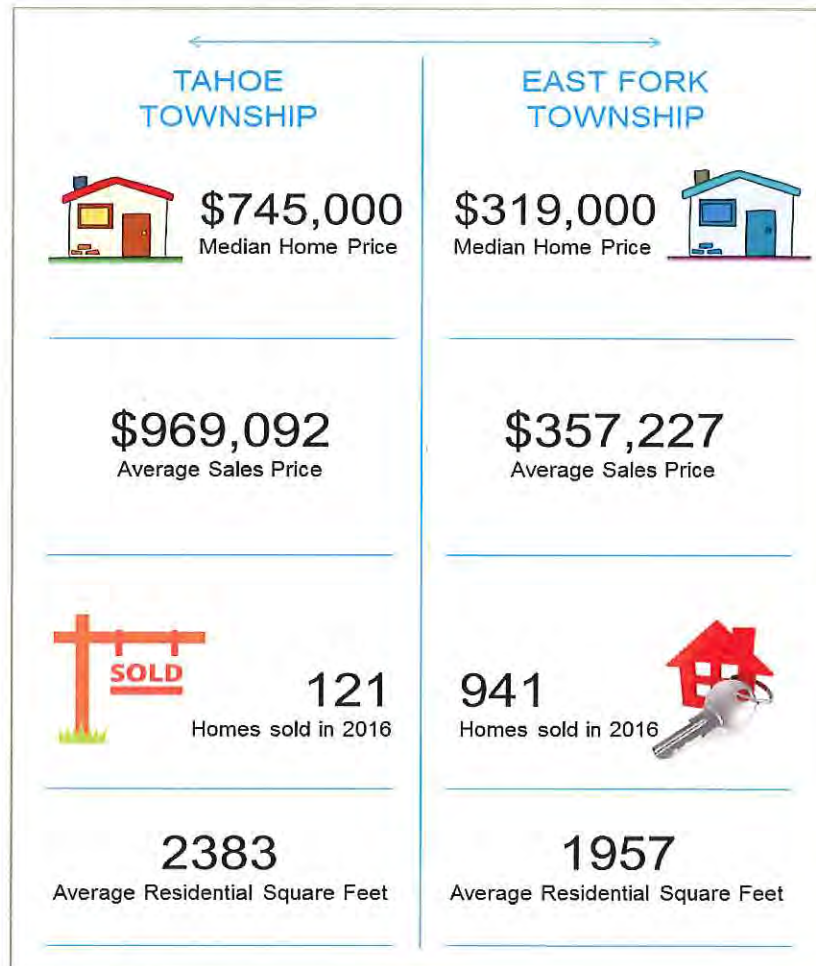 TAHOE
TOWNSHIP
$745,000
Median Home Price
$969,092
Average Sales Price
SOLD
121
Homes sold in 2016
2383
Average Residential Square Feet
EAST FORK
TOWNSHIP
$319,000
Median Home Price
$357,227
Average Sales Price
941
Homes sold in 2016
1957
Average Residential Square Feet